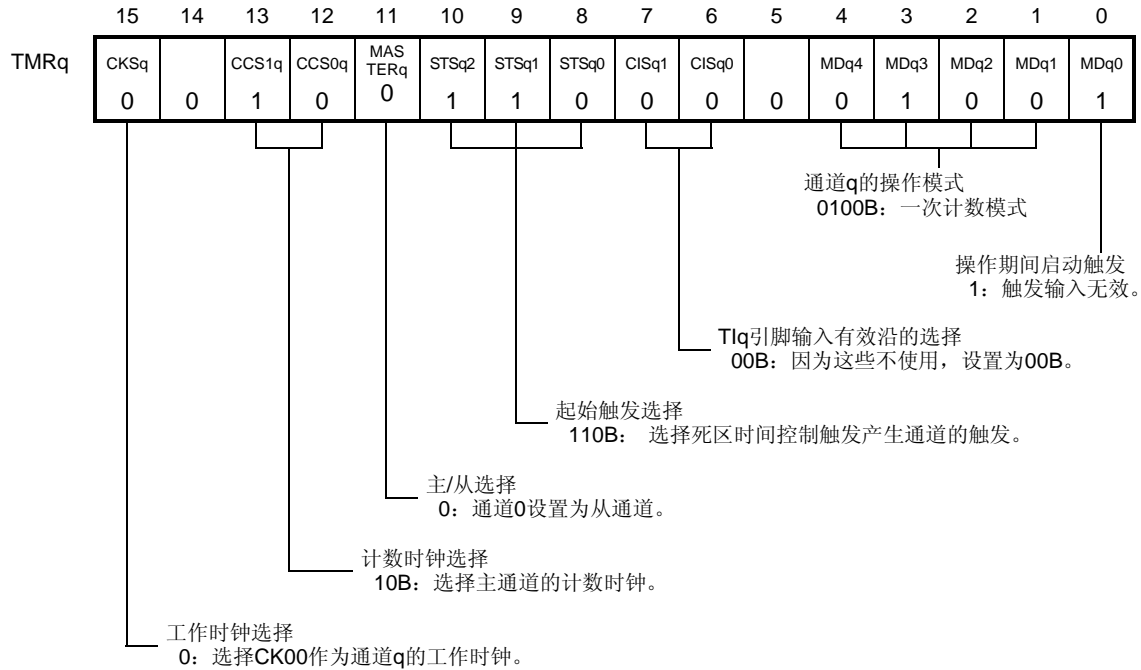 15 14 13 12 11 10 9 8 7 6 5 4 3 2 1 0
TMRq CKSq CCS1q CCS0q MAS TERq STSq2 STSq1 STSq0 CISq1 CISq0 MDq4 MDq3 MDq2 MDq1 MDq0
0 0 1 0 0 1 1 0 0 0 0 0 1 0 0 1
通道q的操作模式
0100B：一次计数模式
操作期间启动触发
1：触发输入无效。
TIq引脚输入有效沿的选择
00B：因为这些不使用，设置为00B。
起始触发选择
110B： 选择死区时间控制触发产生通道的触发。
主/从选择
0：通道0设置为从通道。
计数时钟选择
10B：选择主通道的计数时钟。
工作时钟选择
0：选择CK00作为通道q的工作时钟。